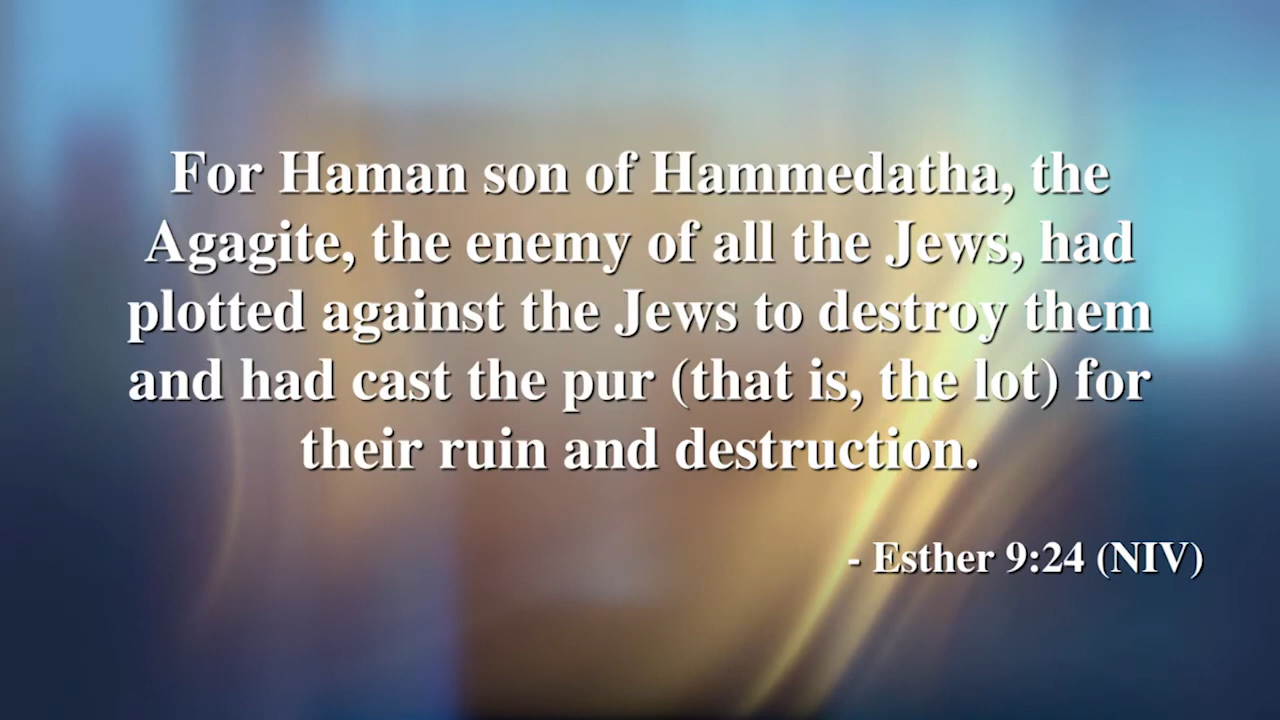 For Haman son of Hammedatha, the
Agagite, the enemy of all the Jews, had
plotted against the Jews to destroy them
and had cast the pur (that is, the lot) for
their ruin and destruction.
- Esther 9:24 (NIV)